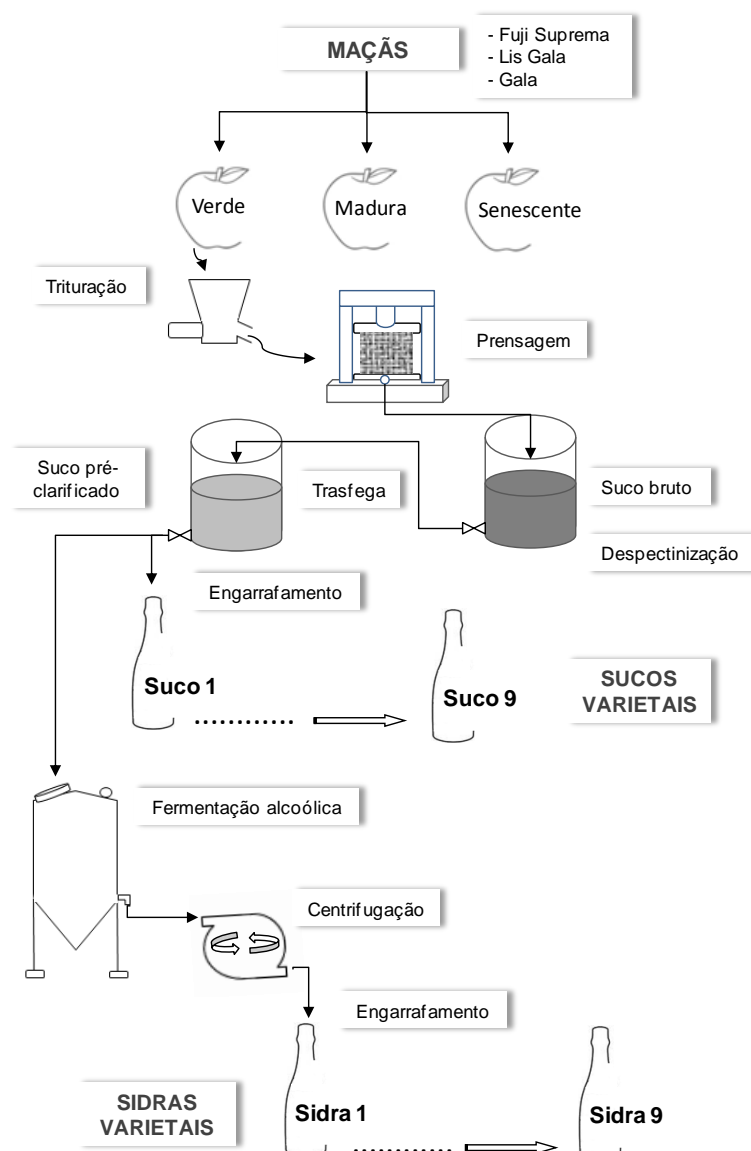 MAÇÃS
- Fuji Suprema
- Lis Gala
- Gala
Verde
Madura
Senescente
Trituração
Prensagem
Suco pré-
clarificado
Trasfega
Suco bruto
Despectinização
Engarrafamento
Suco 1
Suco 9
SUCOS
VARIETAIS
Fermentação alcoólica
Centrifugação
Engarrafamento
SIDRAS
VARIETAIS
Sidra 1
Sidra 9